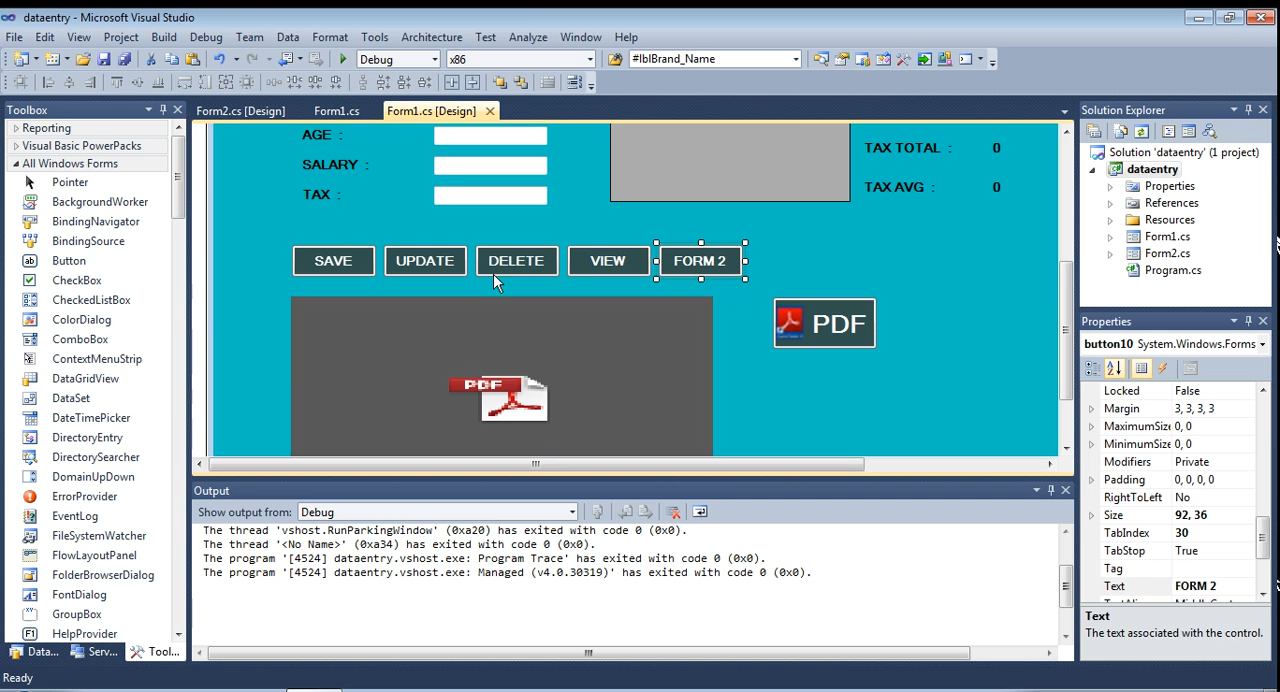 dataentry - Microsoft Visual Studio
File Edit View Project Build Debug Team Data Format Tools Architecture Test Analyze Window Help
Debug x86 #lblBrand_Name
Toolbox
Reporting
Visual Basic PowerPacks
All Windows Forms
Pointer
BackgroundWorker
BindingNavigator
BindingSource
Button
CheckBox
CheckedListBox
ColorDialog
ComboBox
ContextMenuStrip
DataGridView
DataSet
DateTimePicker
DirectoryEntry
DirectorySearcher
DomainUpDown
ErrorProvider
EventLog
FileSystemWatcher
FlowLayoutPanel
FolderBrowserDialog
FontDialog
GroupBox
HelpProvider
Data... Serv... Tool...
Form2.cs [Design] Form1.cs Form1.cs [Design]
AGE :
SALARY :
TAX :
TAX TOTAL : 0
TAX AVG : 0
SAVE UPDATE DELETE VIEW FORM 2
PDF
PDF
Output
Show output from: Debug
The thread 'vshost.RunParkingWindow' (0xa20) has exited with code 0 (0x0).
The thread '<No Name>' (0xa34) has exited with code 0 (0x0).
The program '[4524] dataentry.vshost.exe: Program Trace' has exited with code 0 (0x0).
The program '[4524] dataentry.vshost.exe: Managed (v4.0.30319)' has exited with code 0 (0x0).
Solution Explorer
Solution 'dataentry' (1 project)
dataentry
Properties
References
Resources
Form1.cs
Form2.cs
Program.cs
Properties
button10 System.Windows.Forms
Locked False
Margin 3, 3, 3, 3
MaximumSize 0, 0
MinimumSize 0, 0
Modifiers Private
Padding 0, 0, 0, 0
RightToLeft No
Size 92, 36
TabIndex 30
TabStop True
Tag
Text FORM 2
Text
The text associated with the control.
Ready